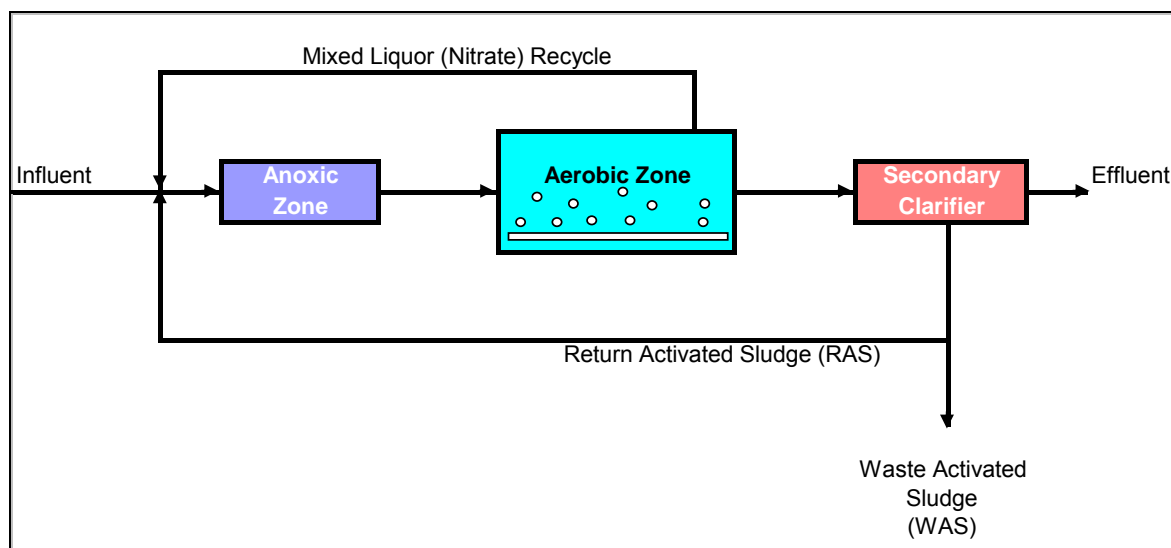 Mixed Liquor (Nitrate) Recycle
Influent
Anoxic
Zone
Aerobic Zone
Secondary
Clarifier
Effluent
Return Activated Sludge (RAS)
Waste Activated
Sludge
(WAS)